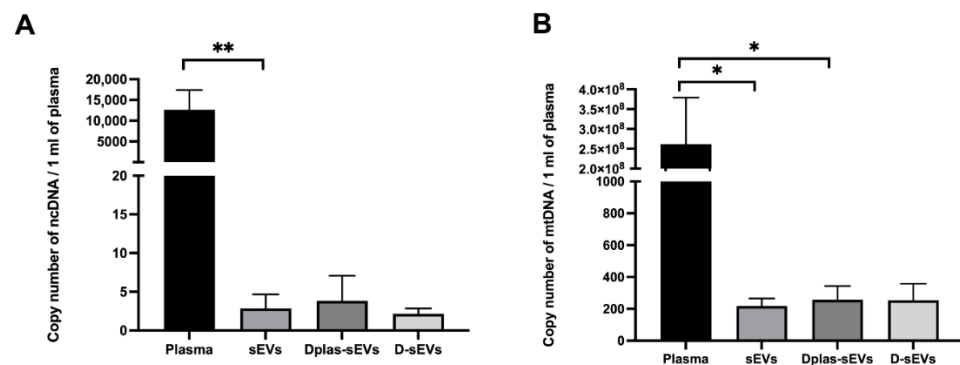 A
**
Copy number of ncDNA / 1 ml of plasma
20,000
15,000
10,000
5000
20
15
10
5
0
Plasma
sEVs
Dplas-sEVs
D-sEVs
B
*
*
Copy number of mtDNA / 1 ml of plasma
4.0×10⁸
3.5×10⁸
3.0×10⁸
2.5×10⁸
2.0×10⁸
1000
800
600
400
200
0
Plasma
sEVs
Dplas-sEVs
D-sEVs